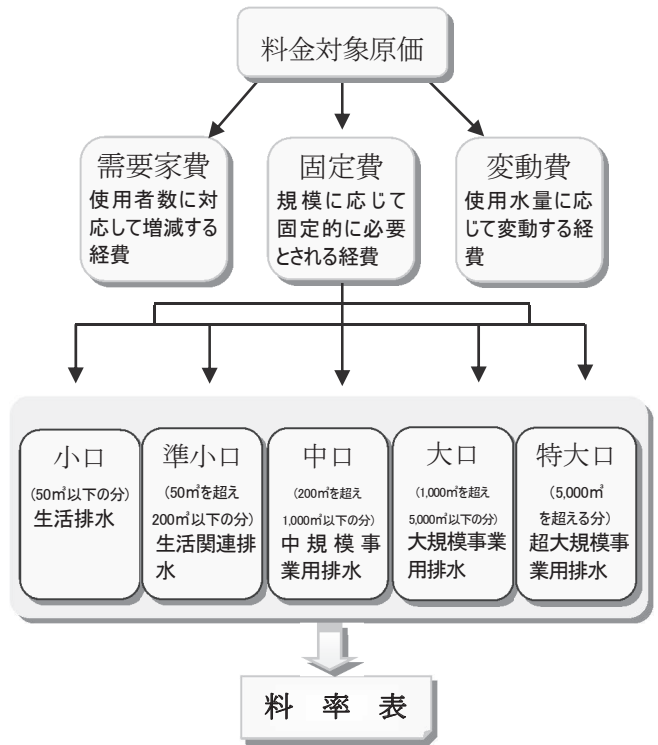 料金対象原価
需要家費
使用者数に対
応して増減する
経費
固定費
規模に応じて
固定的に必要
とされる経費
変動費
使用水量に応
じて変動する経
費
小口
(50㎥以下の分)
生活排水
準小口
(50㎥を超え
200㎥以下の分)
生活関連排
水
中口
(200㎥を超え
1,000㎥以下の分)
中規模事
業用排水
大口
(1,000㎥を超え
5,000㎥以下の分)
大規模事業
用排水
特大口
(5,000㎥
を超える分)
超大規模事
業用排水
料率表